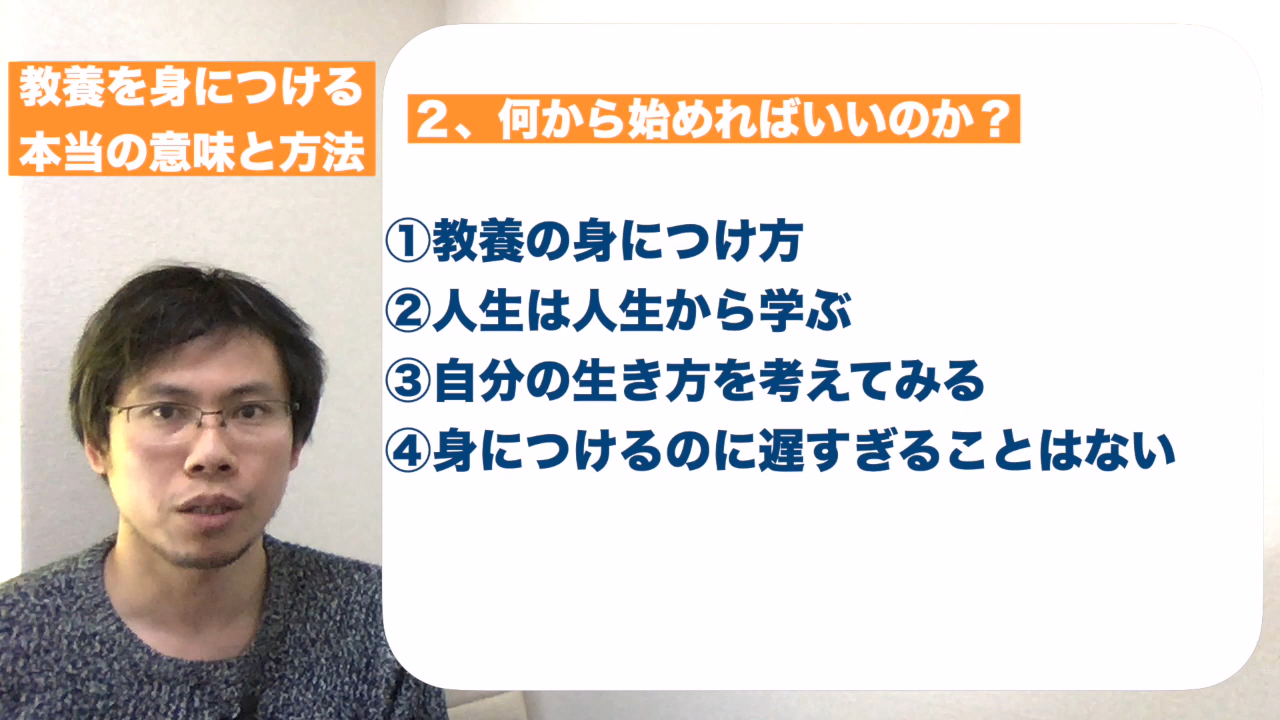 教養を身につける
本当の意味と方法
２、何から始めればいいのか？
①教養の身につけ方
②人生は人生から学ぶ
③自分の生き方を考えてみる
④身につけるのに遅すぎることはない